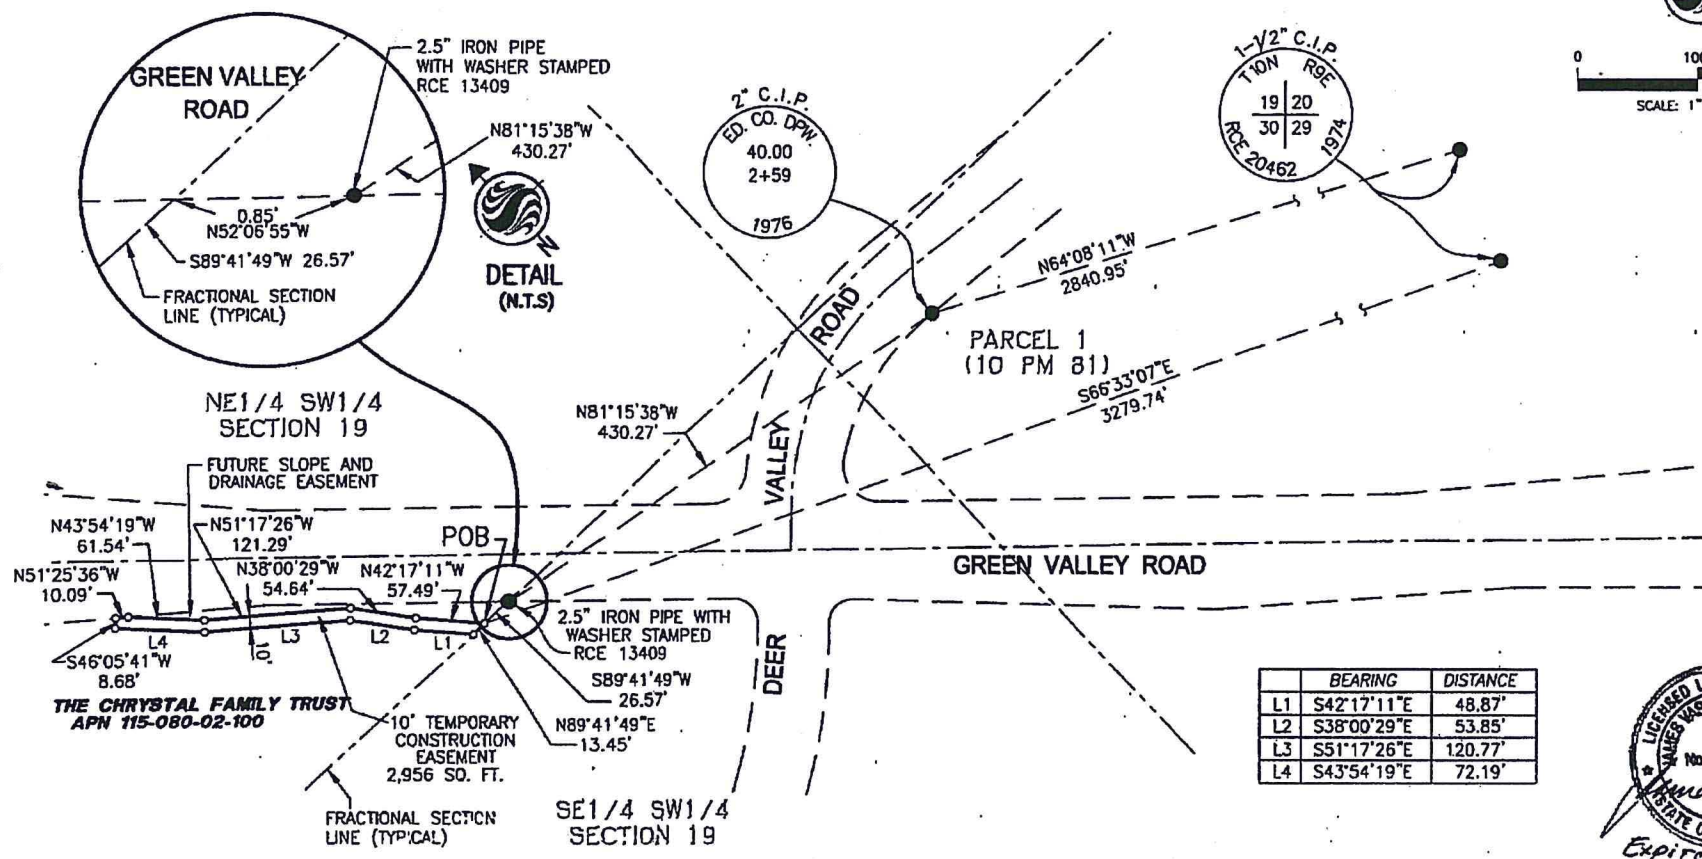 GREEN VALLEY
ROAD
2.5" IRON PIPE
WITH WASHER STAMPED
RCE 13409
N81°15'38"W
430.27'
0.85'
N52°06'55"W
S89°41'49"W 26.57'
FRACTIONAL SECTION
LINE (TYPICAL)
N
DETAIL
(N.T.S)
2" C.I.P.
ED. CO. DPW.
40.00
2+59
1976
1-1/2" C.I.P.
T10N R9E
19 20
30 29
RCE 20462 1974
0 100
SCALE: 1"
N64°08'11"W
2840.95'
PARCEL 1
(10 PM 81)
S66°33'07"E
3279.74'
NE1/4 SW1/4
SECTION 19
N81°15'38"W
430.27'
VALLEY ROAD
FUTURE SLOPE AND
DRAINAGE EASEMENT
N43°54'19"W
61.54'
N51°17'26"W
121.29'
POB
N51°25'36"W
10.09'
N38°00'29"W
54.64'
N42°17'11"W
57.49'
GREEN VALLEY ROAD
L4
L3
L2
L1
10'
S46°05'41"W
8.68'
2.5" IRON PIPE WITH
WASHER STAMPED
RCE 13409
S89°41'49"W
26.57'
DEER
THE CHRYSTAL FAMILY TRUST
APN 115-080-02-100
10' TEMPORARY
CONSTRUCTION
EASEMENT
2,956 SQ. FT.
N89°41'49"E
13.45'
FRACTIONAL SECTION
LINE (TYPICAL)
SE1/4 SW1/4
SECTION 19
BEARING DISTANCE
L1 S42°17'11"E 48.87'
L2 S38°00'29"E 53.85'
L3 S51°17'26"E 120.77'
L4 S43°54'19"E 72.19'
LICENSED
JAMES
STATE